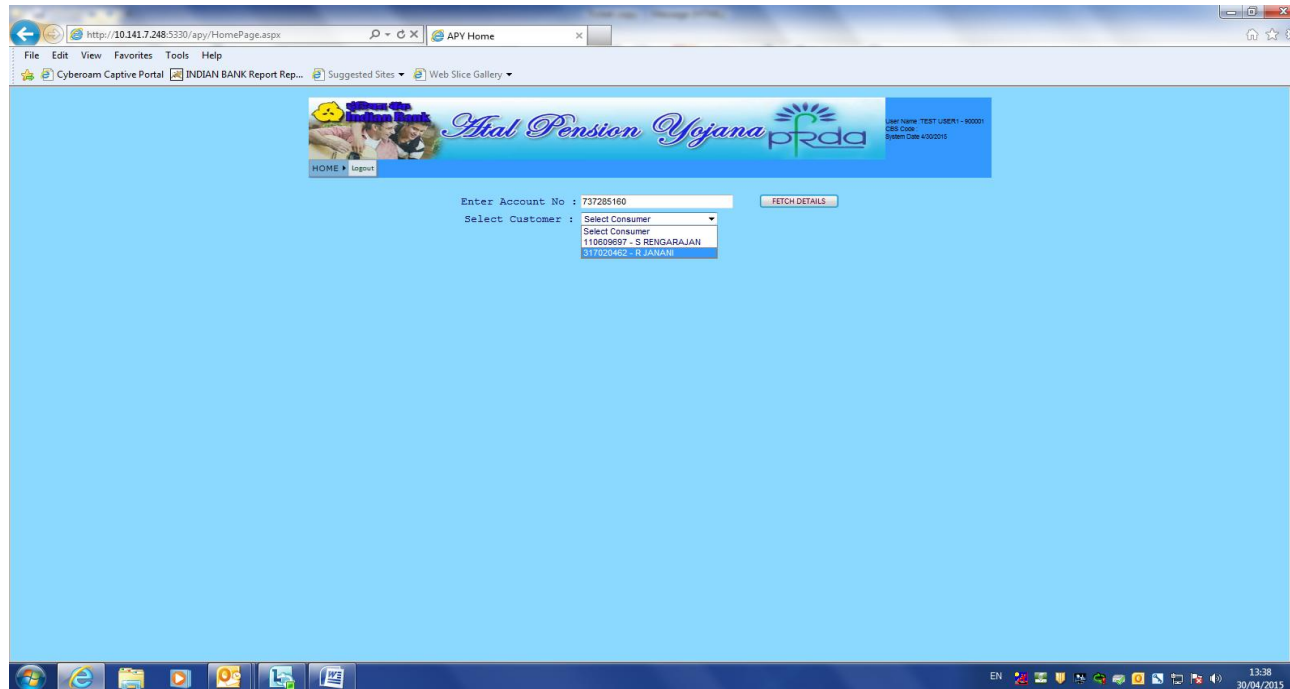 http://10.141.7.248:5330/apy/HomePage.aspx
APY Home
File Edit View Favorites Tools Help
Cyberoam Captive Portal INDIAN BANK Report Rep... Suggested Sites Web Slice Gallery
इंडियन बैंक
Indian Bank
Atal Pension Yojana
pfrda
User Name :TEST USER1 - 900001
CBS Code :
System Date 4/30/2015
HOME Logout
Enter Account No : 737285160 FETCH DETAILS
Select Customer : Select Consumer
Select Consumer
110609697 - S RENGARAJAN
317020462 - R JANANI
EN 13:38
30/04/2015